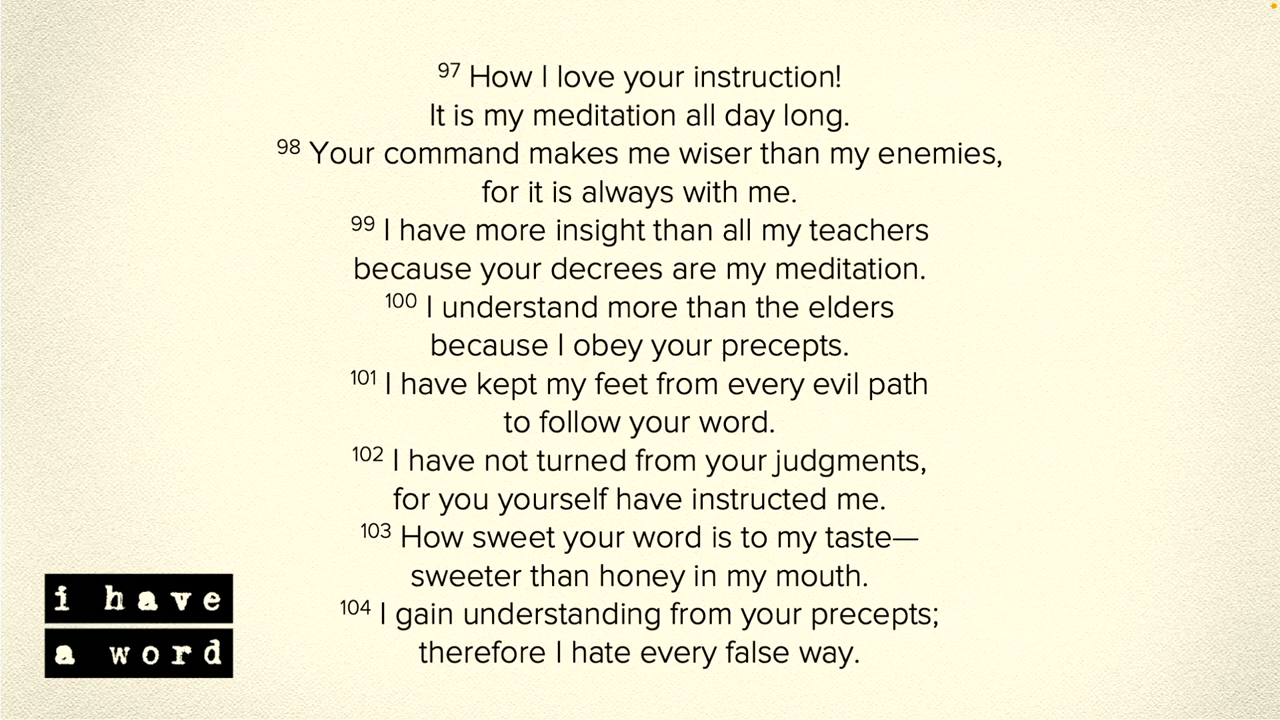 97 How I love your instruction!
It is my meditation all day long.
98 Your command makes me wiser than my enemies,
for it is always with me.
99 I have more insight than all my teachers
because your decrees are my meditation.
100 I understand more than the elders
because I obey your precepts.
101 I have kept my feet from every evil path
to follow your word.
102 I have not turned from your judgments,
for you yourself have instructed me.
103 How sweet your word is to my taste—
sweeter than honey in my mouth.
104 I gain understanding from your precepts;
therefore I hate every false way.
i have
a word